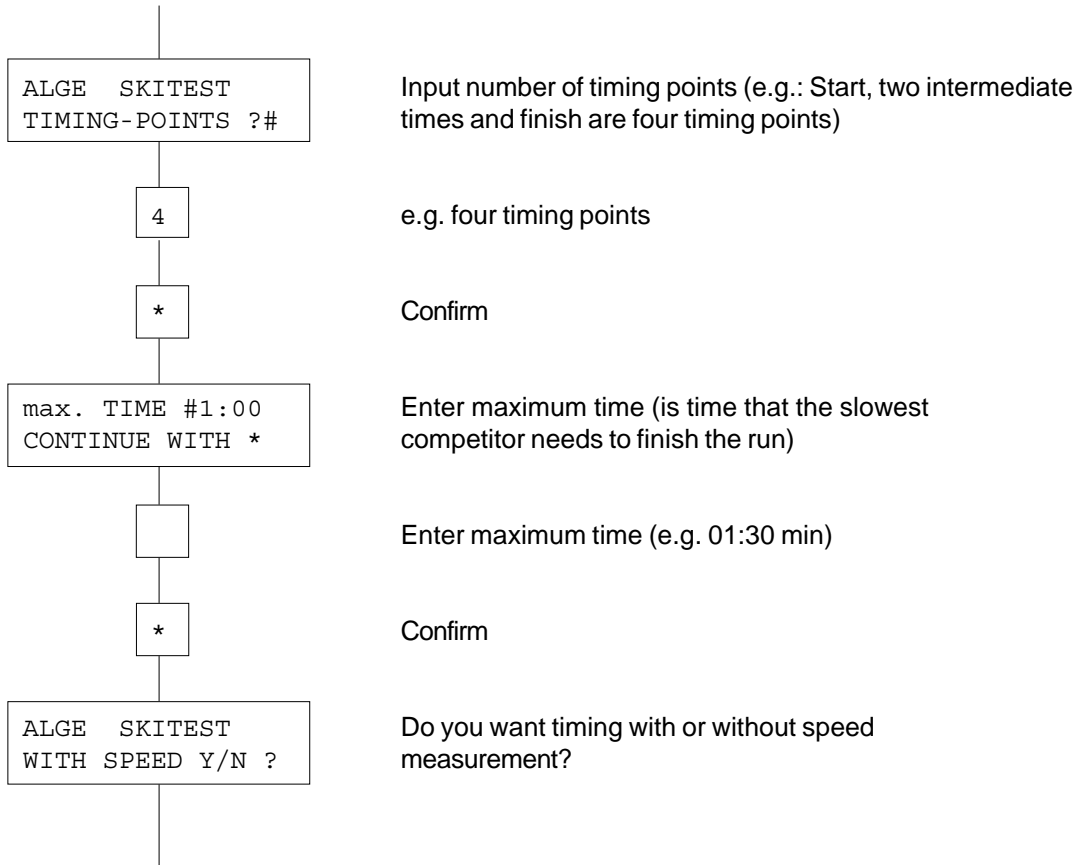 ALGE SKITEST
TIMING-POINTS ?#
Input number of timing points (e.g.: Start, two intermediate
times and finish are four timing points)
4
e.g. four timing points
*
Confirm
max. TIME #1:00
CONTINUE WITH *
Enter maximum time (is time that the slowest
competitor needs to finish the run)
Enter maximum time (e.g. 01:30 min)
*
Confirm
ALGE SKITEST
WITH SPEED Y/N ?
Do you want timing with or without speed
measurement?